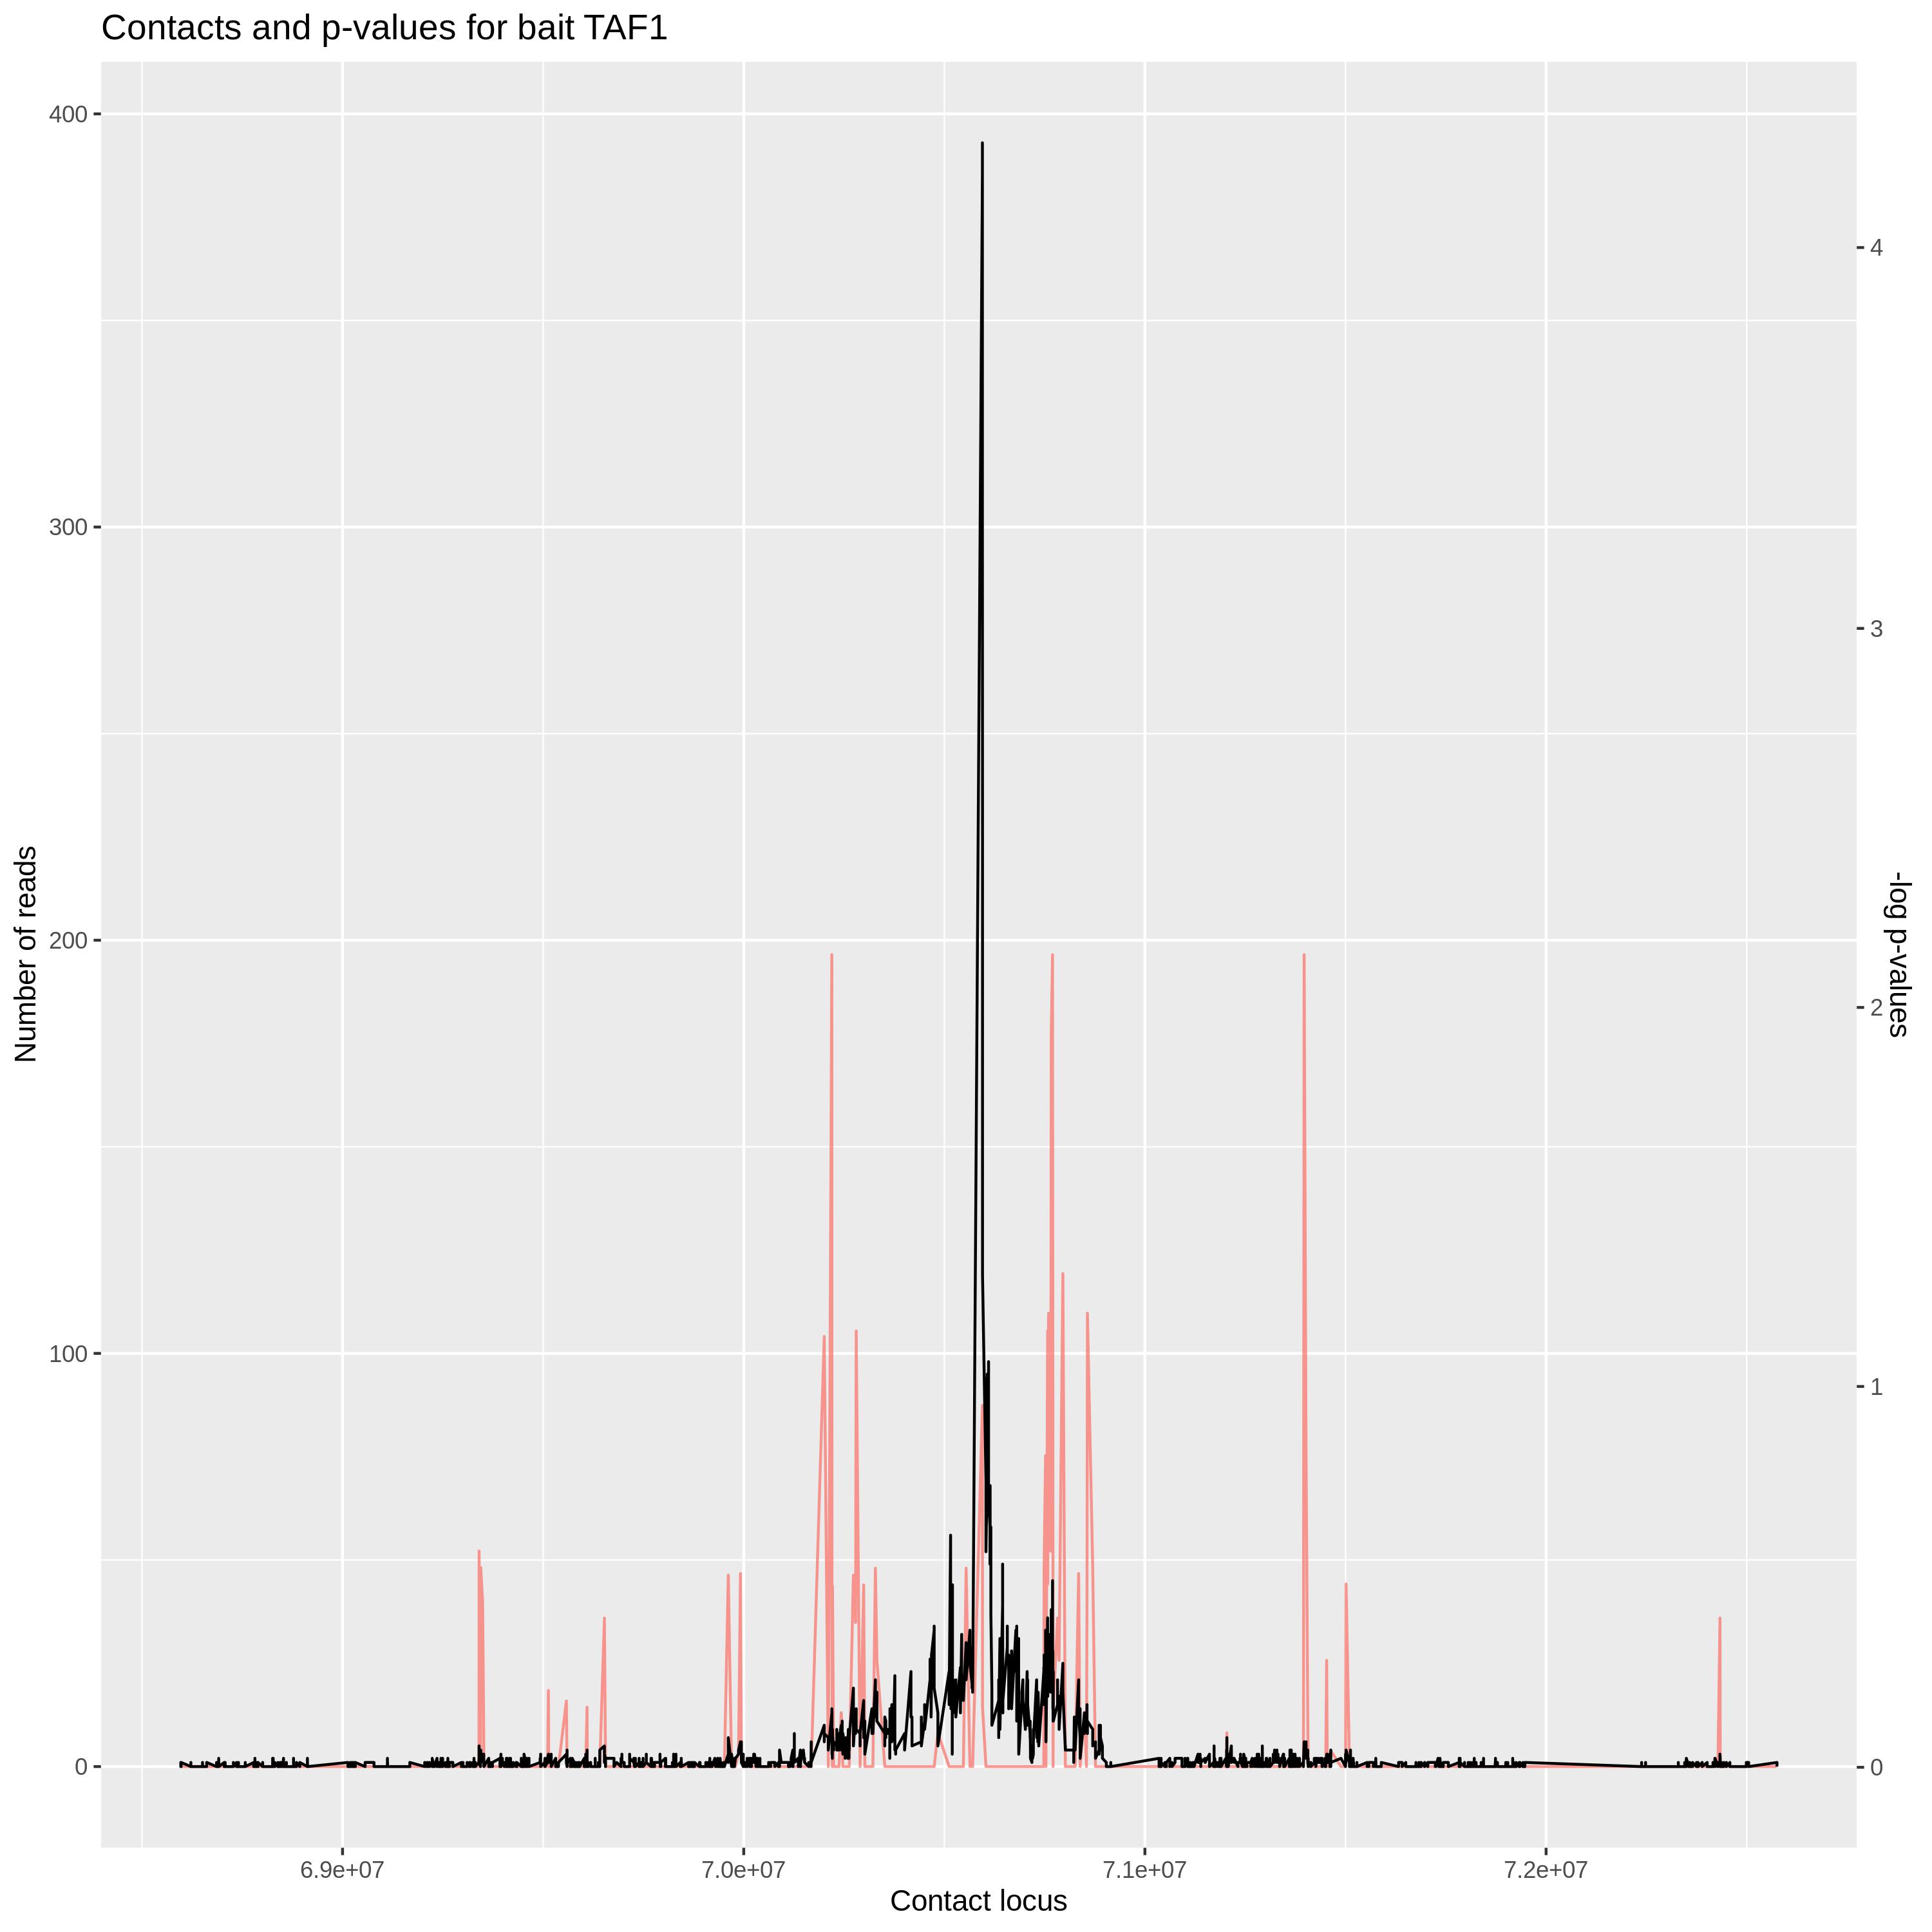 Contacts and p-values for bait TAF1
400
300
200
100
0
Number of reads
4
3
2
1
0
-log p-values
6.9e+07
7.0e+07
7.1e+07
7.2e+07
Contact locus